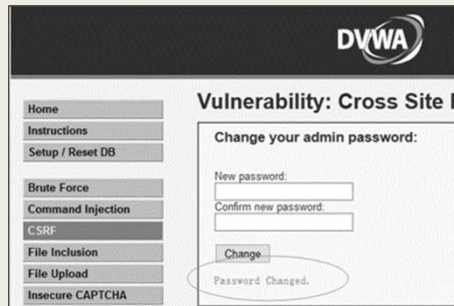 DVWA
Home
Instructions
Setup / Reset DB
Brute Force
Command Injection
CSRF
File Inclusion
File Upload
Insecure CAPTCHA
Vulnerability: Cross Site
Change your admin password:
New password:
Confirm new password:
Change
Password Changed.